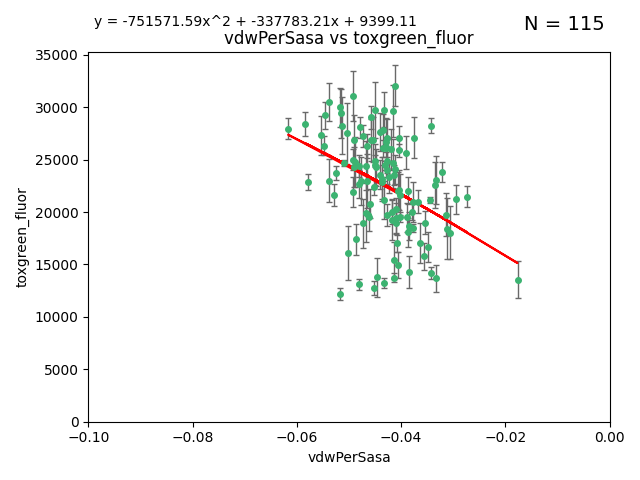 y = -751571.59x^2 + -337783.21x + 9399.11
N = 115
vdwPerSasa vs toxgreen_fluor
35000
30000
25000
20000
15000
10000
5000
0
toxgreen_fluor
−0.10
−0.08
−0.06
−0.04
−0.02
0.00
vdwPerSasa